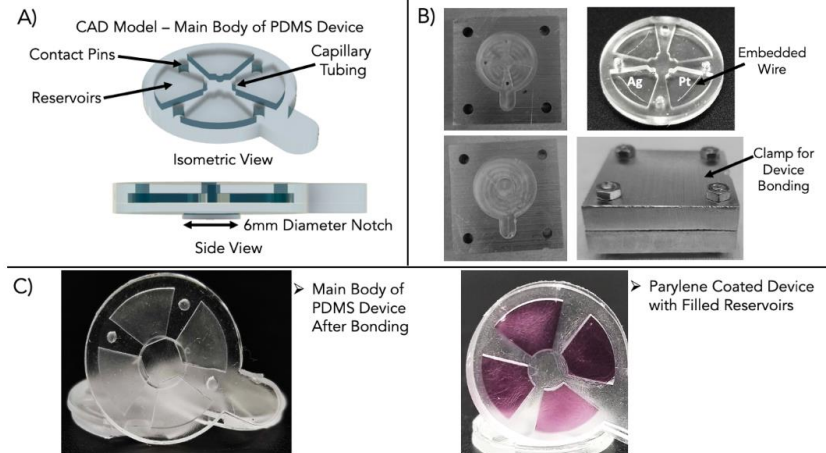 A)
CAD Model – Main Body of PDMS Device
Contact Pins
Capillary
Tubing
Reservoirs
Isometric View
6mm Diameter Notch
Side View
B)
Embedded
Wire
Ag
Pt
Clamp for
Device
Bonding
C)
➢ Main Body of
PDMS Device
After Bonding
➢ Parylene Coated Device
with Filled Reservoirs